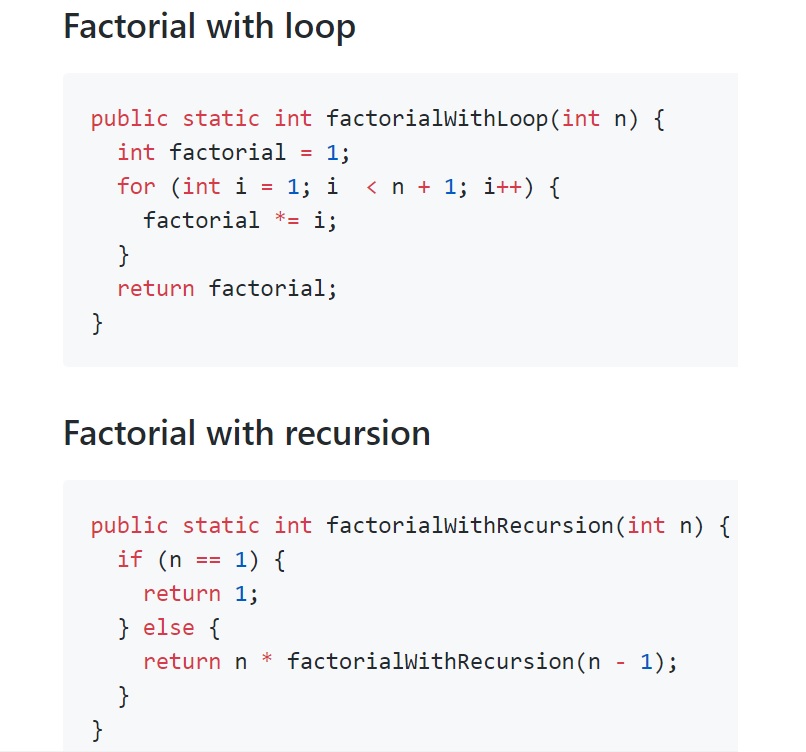 Factorial with loop
public static int factorialWithLoop(int n) {
  int factorial = 1;
  for (int i = 1; i  < n + 1; i++) {
    factorial *= i;
  }
  return factorial;
}
Factorial with recursion
public static int factorialWithRecursion(int n) {
  if (n == 1) {
    return 1;
  } else {
    return n * factorialWithRecursion(n - 1);
  }
}